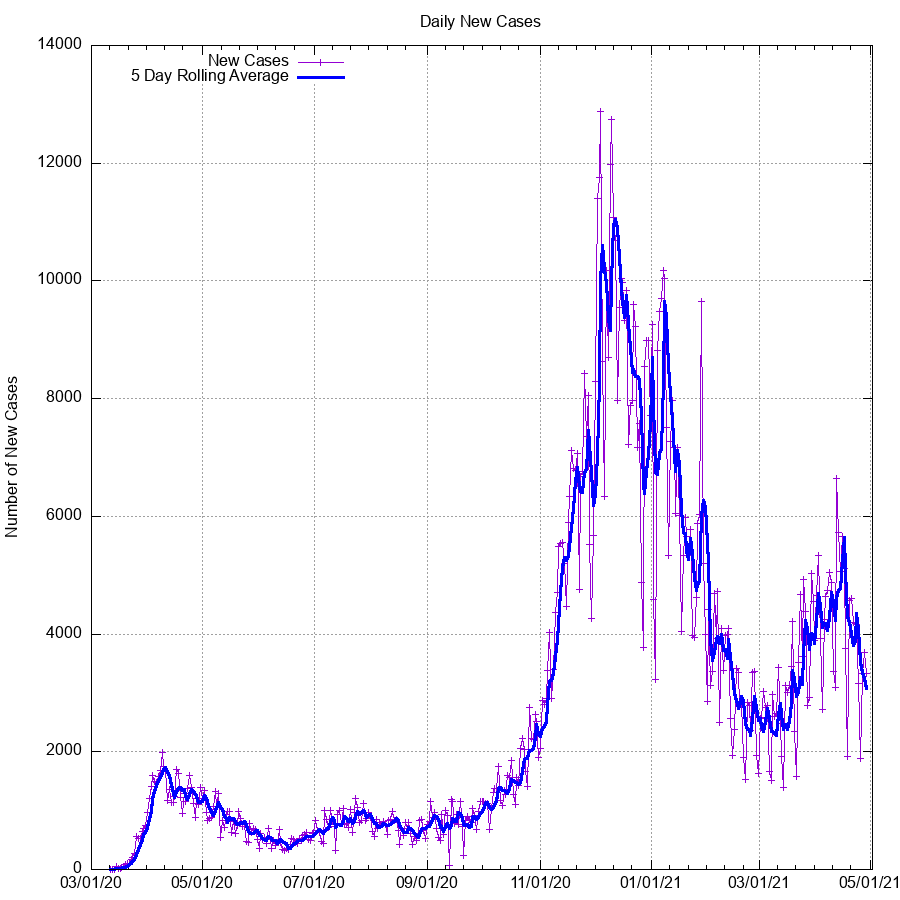 Daily New Cases
New Cases
5 Day Rolling Average
Number of New Cases
14000
12000
10000
8000
6000
4000
2000
0
03/01/20 05/01/20 07/01/20 09/01/20 11/01/20 01/01/21 03/01/21 05/01/21